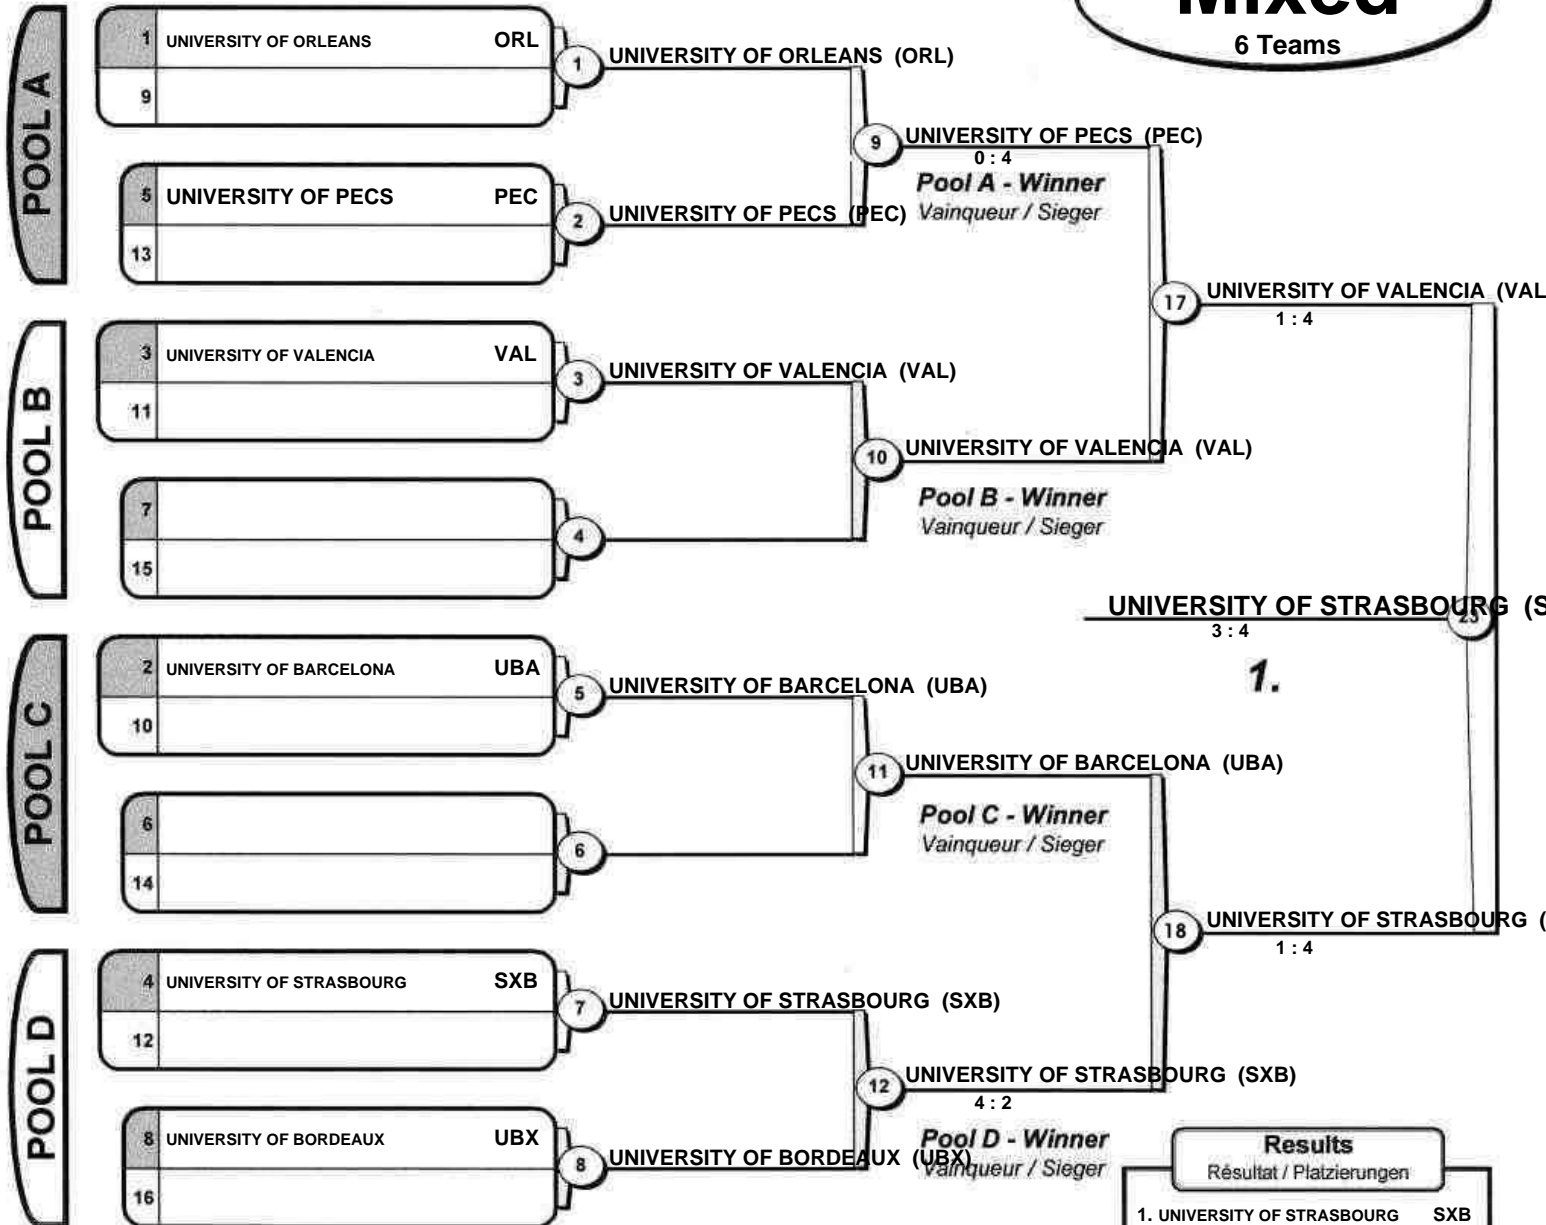 Mixed
6 Teams
POOL A
1 UNIVERSITY OF ORLEANS ORL
9
1 UNIVERSITY OF ORLEANS (ORL)
5 UNIVERSITY OF PECS PEC
13
2 UNIVERSITY OF PECS (PEC)
9 UNIVERSITY OF PECS (PEC)
0 : 4
Pool A - Winner
Vainqueur / Sieger
POOL B
3 UNIVERSITY OF VALENCIA VAL
11
3 UNIVERSITY OF VALENCIA (VAL)
7
15
4
10 UNIVERSITY OF VALENCIA (VAL)
Pool B - Winner
Vainqueur / Sieger
17 UNIVERSITY OF VALENCIA (VAL
1 : 4
UNIVERSITY OF STRASBOURG (S
23
3 : 4
1.
POOL C
2 UNIVERSITY OF BARCELONA UBA
10
5 UNIVERSITY OF BARCELONA (UBA)
6
14
6
11 UNIVERSITY OF BARCELONA (UBA)
Pool C - Winner
Vainqueur / Sieger
18 UNIVERSITY OF STRASBOURG (
1 : 4
POOL D
4 UNIVERSITY OF STRASBOURG SXB
12
7 UNIVERSITY OF STRASBOURG (SXB)
8 UNIVERSITY OF BORDEAUX UBX
16
8 UNIVERSITY OF BORDEAUX (UBX)
12 UNIVERSITY OF STRASBOURG (SXB)
4 : 2
Pool D - Winner
Vainqueur / Sieger
Results
Résultat / Platzierungen
1. UNIVERSITY OF STRASBOURG SXB